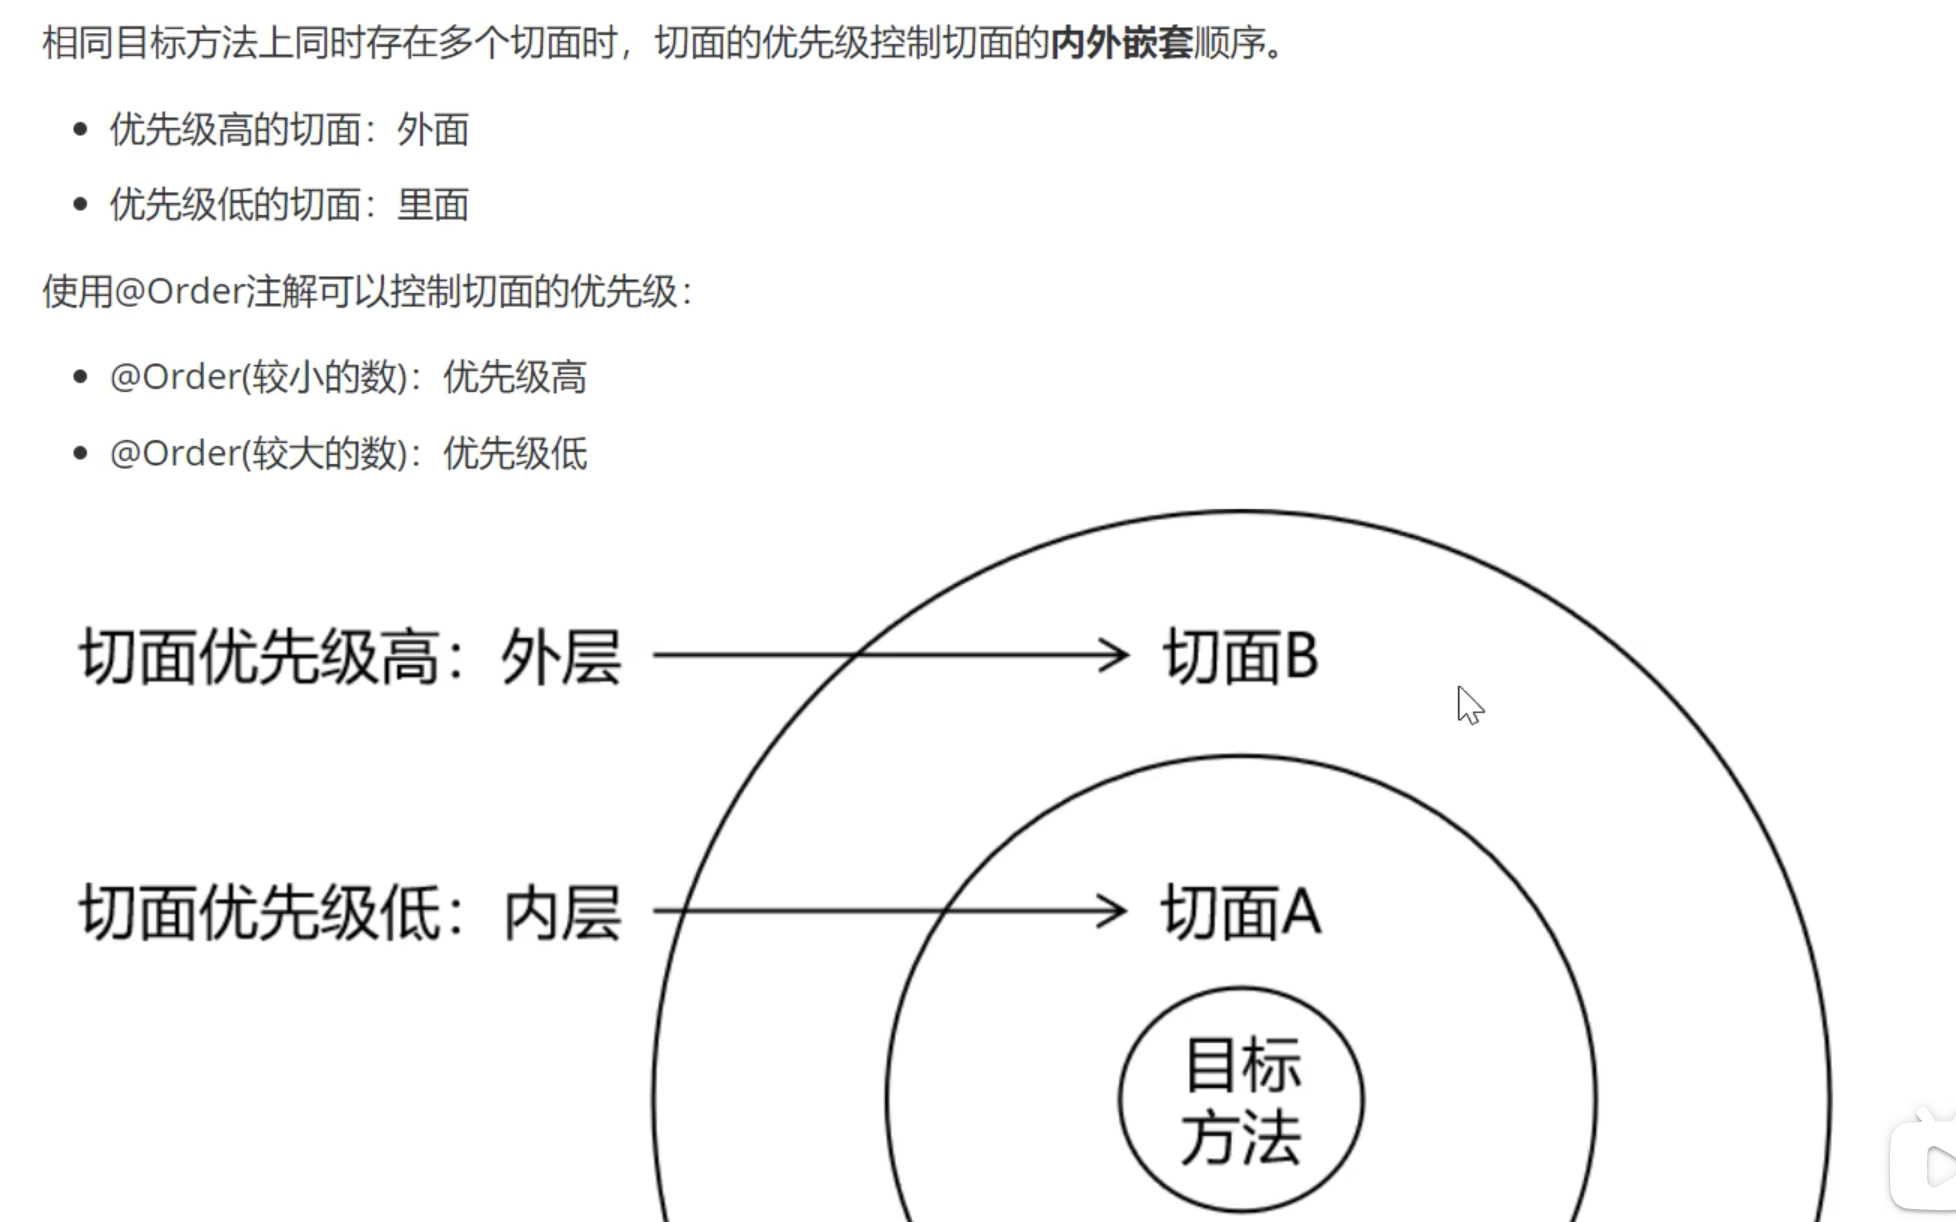 相同目标方法上同时存在多个切面时，切面的优先级控制切面的内外嵌套顺序。
优先级高的切面：外面
优先级低的切面：里面
使用@Order注解可以控制切面的优先级：
@Order(较小的数)：优先级高
@Order(较大的数)：优先级低
切面优先级高：外层
切面B
切面优先级低：内层
切面A
目标
方法